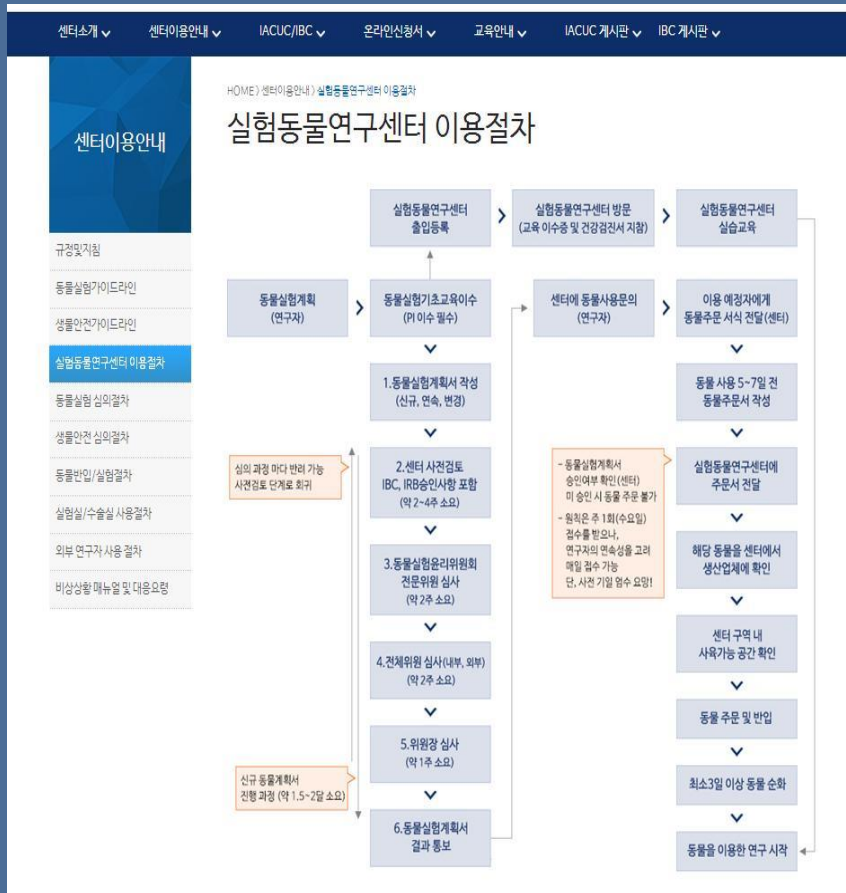 센터소개
센터이용안내
IACUC/IBC
온라인신청서
교육안내
IACUC 게시판
IBC 게시판
센터이용안내
규정및지침
동물실험가이드라인
생물안전가이드라인
실험동물연구센터 이용절차
동물실험 심의절차
생물안전 심의절차
동물반입/실험절차
실험실/수술실 사용절차
외부 연구자 사용 절차
비상상황 매뉴얼 및 대응요령
HOME 〉 센터이용안내 〉 실험동물연구센터 이용절차
실험동물연구센터 이용절차
실험동물연구센터
출입등록
실험동물연구센터 방문
(교육 이수증 및 건강검진서 지참)
실험동물연구센터
실습교육
동물실험계획
(연구자)
동물실험기초교육이수
(PI 이수 필수)
센터에 동물사용문의
(연구자)
이용 예정자에게
동물주문 서식 전달(센터)
1.동물실험계획서 작성
(신규, 연속, 변경)
동물 사용 5~7일 전
동물주문서 작성
심의 과정 마다 반려 가능
사전검토 단계로 회귀
2.센터 사전검토
IBC, IRB승인사항 포함
(약 2~4주 소요)
- 동물실험계획서
승인여부 확인(센터)
미 승인 시 동물 주문 불가
- 원칙은 주 1회(수요일)
접수를 받으나,
연구자의 연속성을 고려
매일 접수 가능
단, 사전 기일 엄수 요망!
실험동물연구센터에
주문서 전달
3.동물실험윤리위원회
전문위원 심사
(약 2주 소요)
해당 동물을 센터에서
생산업체에 확인
4.전체위원 심사(내부, 외부)
(약 2주 소요)
센터 구역 내
사육가능 공간 확인
5.위원장 심사
(약 1주 소요)
동물 주문 및 반입
신규 동물계획서
진행 과정 (약 1.5~2달 소요)
최소3일 이상 동물 순화
6.동물실험계획서
결과 통보
동물을 이용한 연구 시작